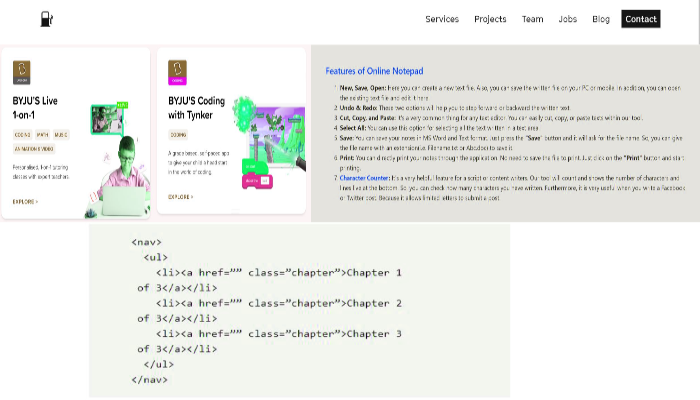 Services Projects Team Jobs Blog Contact
BYJU'S Live
1-on-1
CODING MATH MUSIC
ANIMATION & VIDEO
Personalised, 1-on-1 tutoring
classes with expert teachers.
EXPLORE >
BYJU'S Coding
with Tynker
CODING
to give your child a head start
in the world of coding.
EXPLORE >
Features of Online Notepad
1. New, Save, Open: Here you can create a new text file. Also, you can save the written file on your PC or mobile. In addition, you can open
the existing text file and edit it here.
2. Undo & Redo: These two options will help you to step forward or backward the written text.
3. Cut, Copy, and Paste: It's a very common thing for any text editor. You can easily cut, copy, or paste texts within our tool.
4. Select All: You can use this option for selecting all the text written in a text area.
5. Save: You can save your notes in MS Word and Text format. Just press the "Save" button and it will ask for the file name. So, you can give
the file name with an extension i.e. Filename.txt or Abc.docx to save it.
6. Print: You can directly print your notes through the application. No need to save the file to print. Just click on the "Print" button and start
printing.
7. Character Counter: It's a very helpful feature for a script or content writers. Our tool will count and shows the number of characters and
lines live at the bottom. So, you can check how many characters you have written. Furthermore, it is very useful when you write a Facebook
or Twitter post. Because it allows limited letters to submit a post.
<nav>
<ul>
<li><a href=”” class=”chapter”>Chapter 1
of 3</a></li>
<li><a href=”” class=”chapter”>Chapter 2
of 3</a></li>
<li><a href=”” class=”chapter”>Chapter 3
of 3</a></li>
</ul>
</nav>